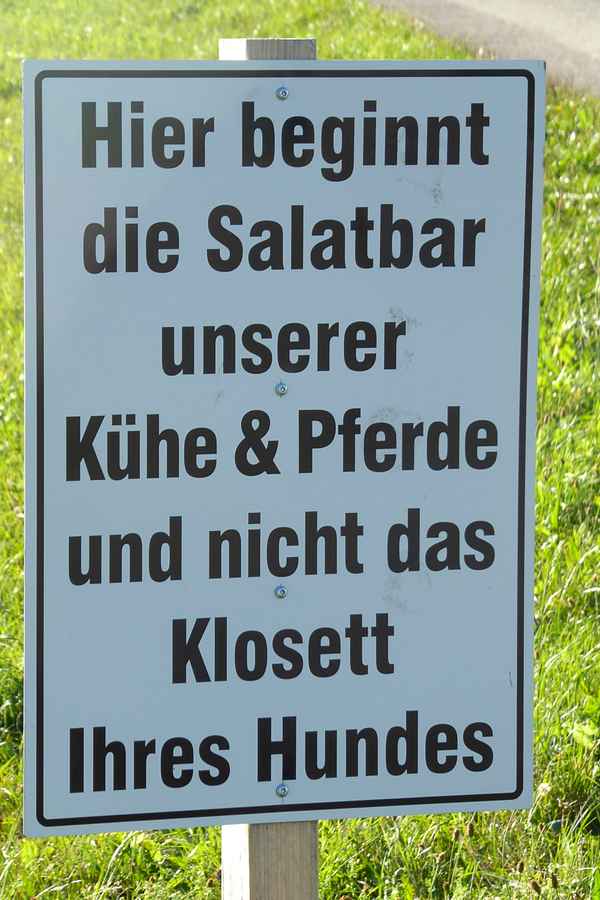 Hier beginnt
die Salatbar
unserer
Kühe & Pferde
und nicht das
Klosett
Ihres Hundes